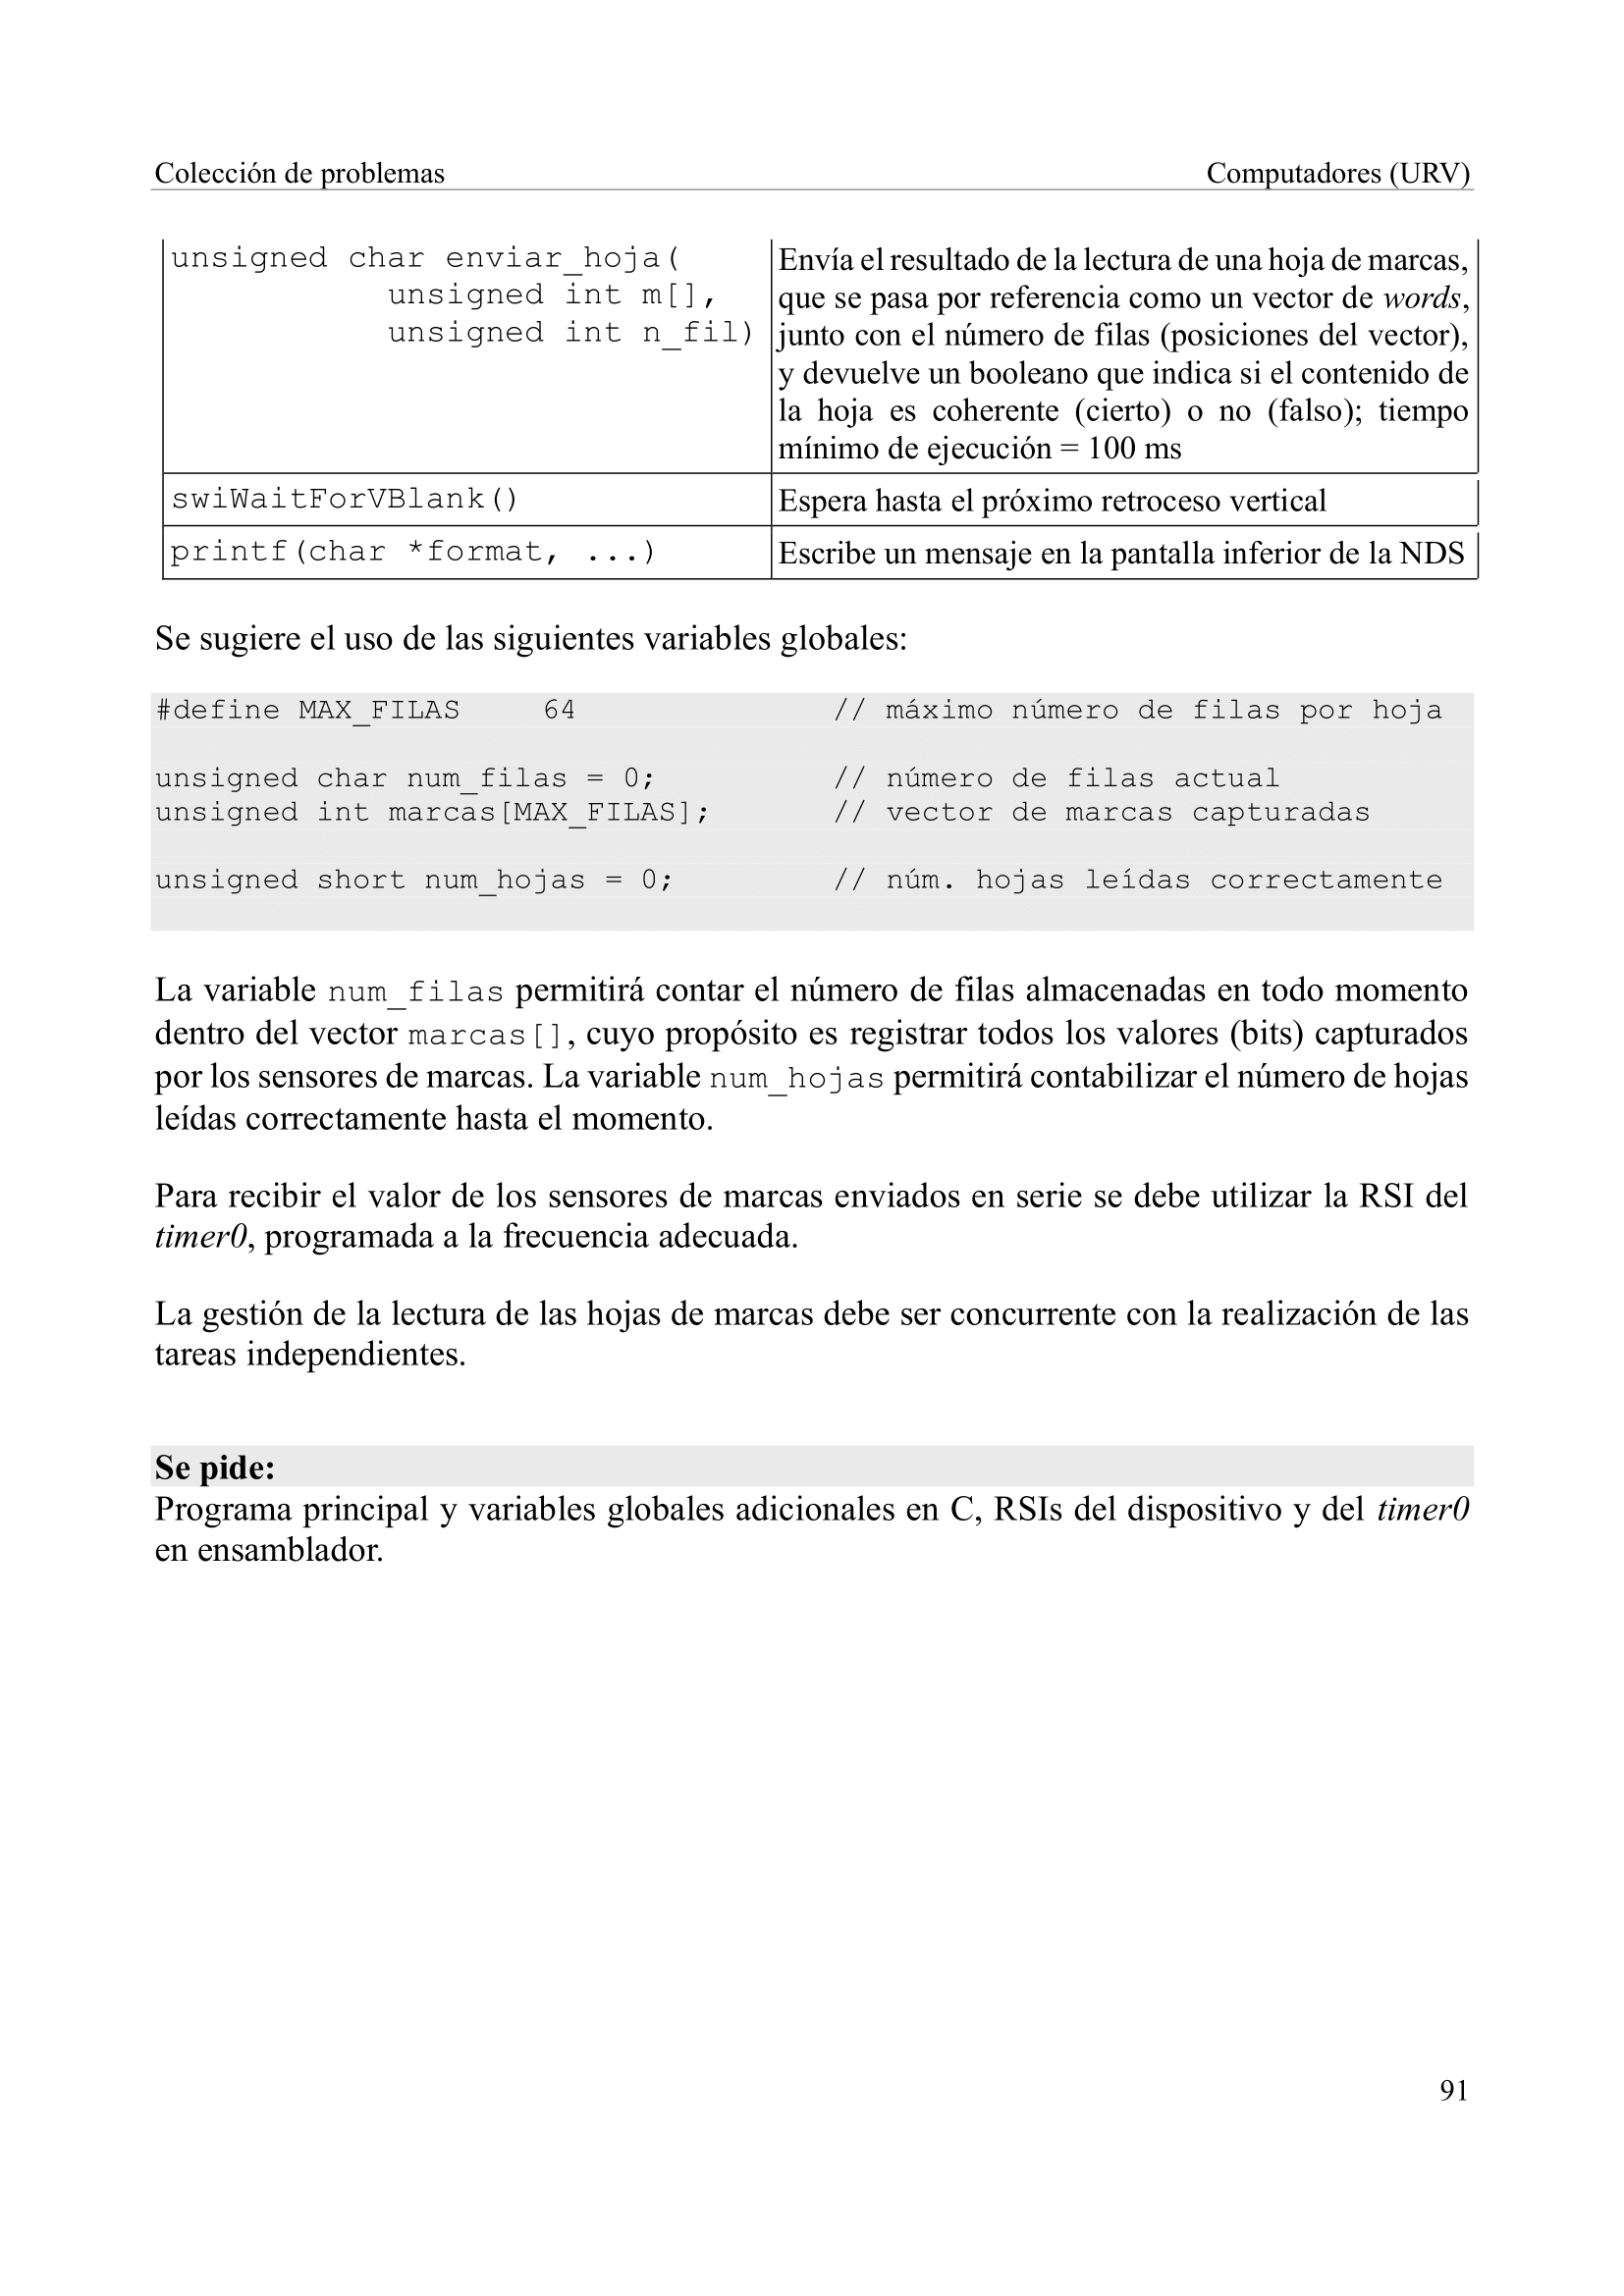 Colección de problemas Computadores (URV)
unsigned char enviar_hoja(
unsigned int m[],
unsigned int n_fil)
Envía el resultado de la lectura de una hoja de marcas,
que se pasa por referencia como un vector de words,
junto con el número de filas (posiciones del vector),
y devuelve un booleano que indica si el contenido de
la hoja es coherente (cierto) o no (falso); tiempo
mínimo de ejecución = 100 ms
swiWaitForVBlank() Espera hasta el próximo retroceso vertical
printf(char *format, ...) Escribe un mensaje en la pantalla inferior de la NDS
Se sugiere el uso de las siguientes variables globales:
#define MAX_FILAS 64 // máximo número de filas por hoja
unsigned char num_filas = 0; // número de filas actual
unsigned int marcas[MAX_FILAS]; // vector de marcas capturadas
unsigned short num_hojas = 0; // núm. hojas leídas correctamente
La variable num_filas permitirá contar el número de filas almacenadas en todo momento
dentro del vector marcas[], cuyo propósito es registrar todos los valores (bits) capturados
por los sensores de marcas. La variable num_hojas permitirá contabilizar el número de hojas
leídas correctamente hasta el momento.
Para recibir el valor de los sensores de marcas enviados en serie se debe utilizar la RSI del
timer0, programada a la frecuencia adecuada.
La gestión de la lectura de las hojas de marcas debe ser concurrente con la realización de las
tareas independientes.
Se pide:
Programa principal y variables globales adicionales en C, RSIs del dispositivo y del timer0
en ensamblador.
91